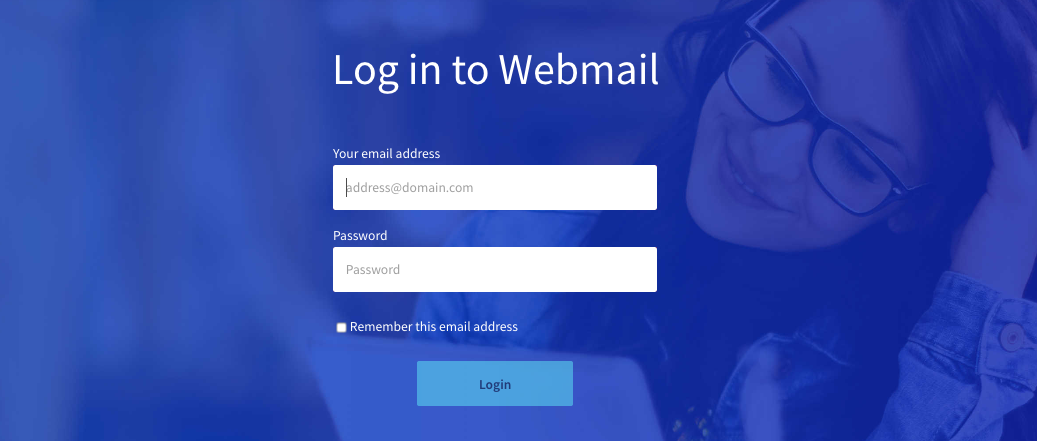 Log in to Webmail
Your email address
address@domain.com
Password
Password
Remember this email address
Login